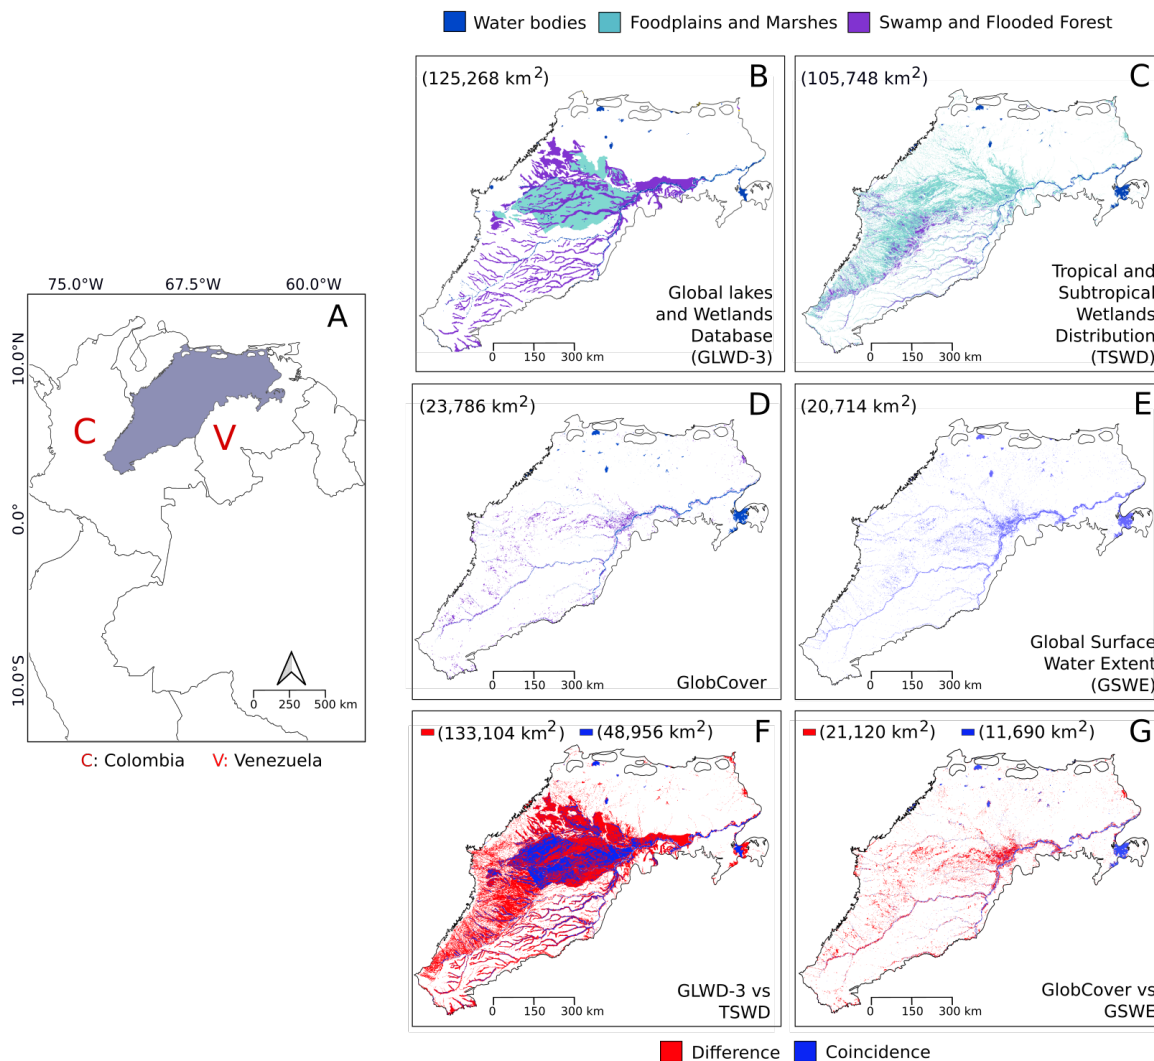 Water bodies Foodplains and Marshes Swamp and Flooded Forest
(125,268 km²) B
Global lakes
and Wetlands
Database
(GLWD-3)
0 150 300 km
(105,748 km²) C
Tropical and
Subtropical
Wetlands
Distribution
(TSWD)
0 150 300 km
75.0°W 67.5°W 60.0°W
A
10.0°N
0.0°
10.0°S
C
V
0 250 500 km
C: Colombia V: Venezuela
(23,786 km²) D
0 150 300 km
GlobCover
(20,714 km²) E
Global Surface
Water Extent
(GSWE)
0 150 300 km
(133,104 km²) (48,956 km²) F
0 150 300 km
GLWD-3 vs
TSWD
(21,120 km²) (11,690 km²) G
0 150 300 km
GlobCover vs
GSWE
Difference Coincidence